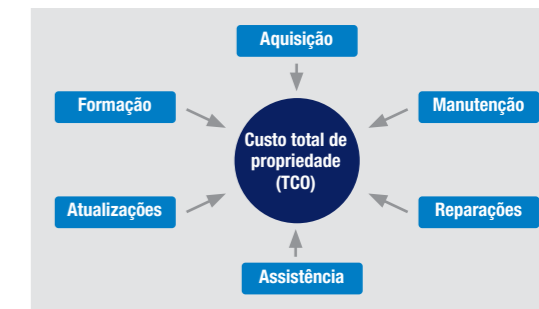 Aquisição
Formação
Manutenção
Custo total de
propriedade
(TCO)
Atualizações
Reparações
Assistência